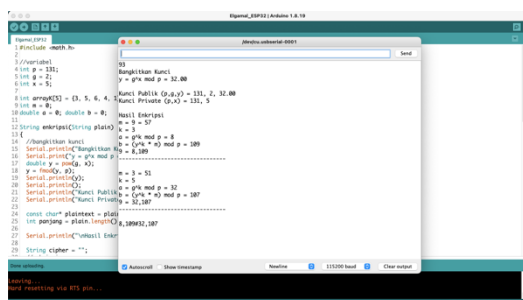 Elgamal_ESP32 | Arduino 1.8.19
Elgamal_ESP32
1 #include <math.h>
2
3 //variabel
4 int p = 131;
5 int g = 2;
6 int x = 5;
7
8 int arrayK[5] = {3, 5, 6, 4, 1
9 int m = 0;
10 double a = 0; double b = 0;
11
12 String enkripsi(String plain)
13 {
14 //bangkitkan kunci
15 Serial.println("Bangkitkan K
16 Serial.print("y = g^x mod p
17 double y = pow(g, x);
18 y = fmod(y, p);
19 Serial.println(y);
20 Serial.println();
21 Serial.println("Kunci Publik
22 Serial.println("Kunci Privat
23
24 const char* plaintext = plai
25 int panjang = plain.length()
26
27 Serial.println("\nHasil Enkr
28
29 String cipher = "";
/dev/cu.usbserial-0001
Send
93
Bangkitkan Kunci
y = g^x mod p = 32.00
Kunci Publik (p,g,y) = 131, 2, 32.00
Kunci Private (p,x) = 131, 5
Hasil Enkripsi
m = 9 = 57
k = 3
a = g^k mod p = 8
b = (y^k * m) mod p = 109
9 = 8,109
---------------------------------
m = 3 = 51
k = 5
a = g^k mod p = 32
b = (y^k * m) mod p = 107
9 = 32,107
---------------------------------
8,109#32,107
Autoscroll Show timestamp
Newline
115200 baud
Clear output
Done uploading.
Leaving...
Hard resetting via RTS pin...